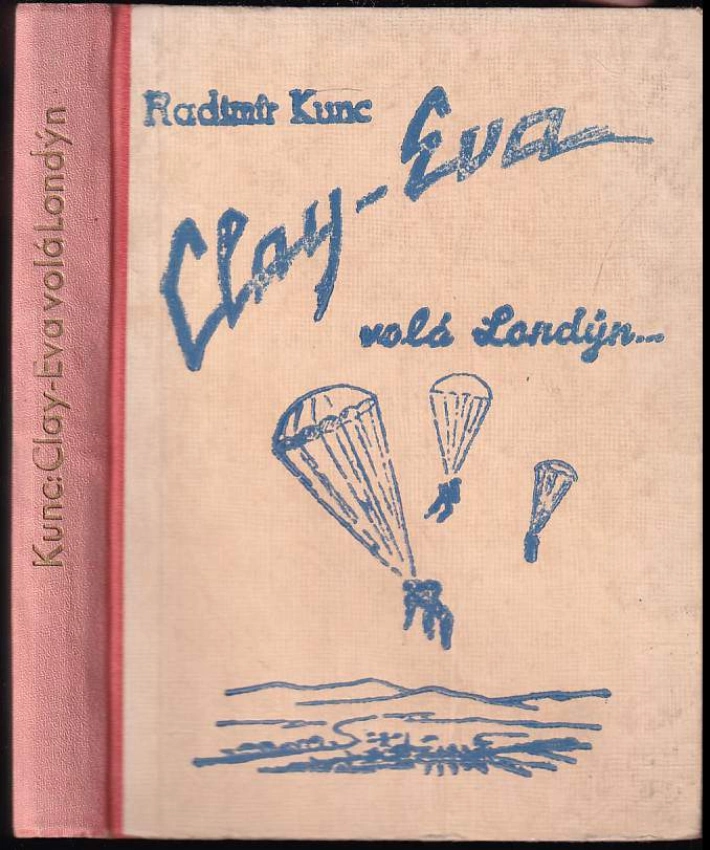 Kunc: Clay-Eva volá Londýn
Radimír Kunc
Clay-Eva
volá Londýn...